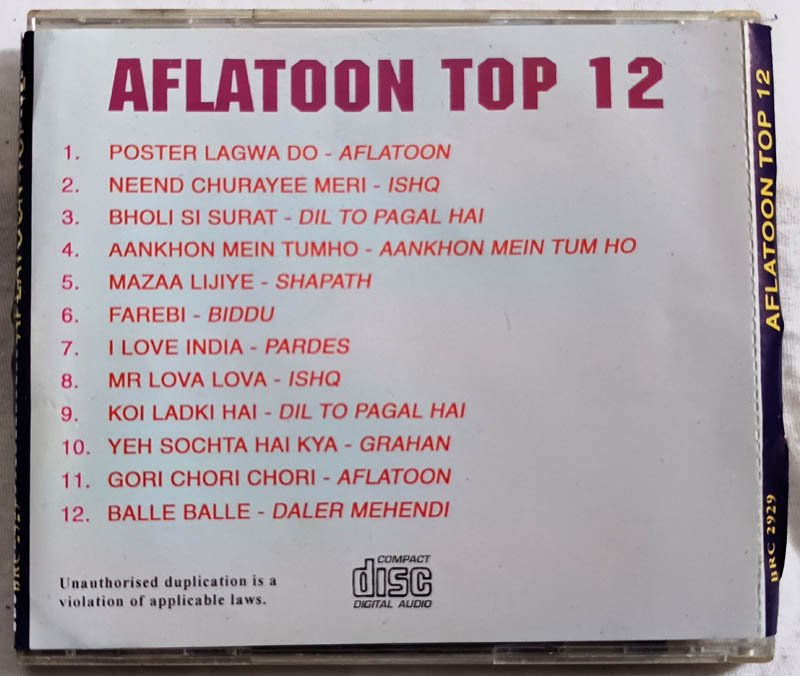 AFLATOON TOP 12
1. POSTER LAGWA DO - AFLATOON
2. NEEND CHURAYEE MERI - ISHQ
3. BHOLI SI SURAT - DIL TO PAGAL HAI
4. AANKHON MEIN TUMHO - AANKHON MEIN TUM HO
5. MAZAA LIJIYE - SHAPATH
6. FAREBI - BIDDU
7. I LOVE INDIA - PARDES
8. MR LOVA LOVA - ISHQ
9. KOI LADKI HAI - DIL TO PAGAL HAI
10. YEH SOCHTA HAI KYA - GRAHAN
11. GORI CHORI CHORI - AFLATOON
12. BALLE BALLE - DALER MEHENDI
Unauthorised duplication is a
violation of applicable laws.
COMPACT
disc
DIGITAL AUDIO
AFLATOON TOP 12
BRC 2929
BRC 2929